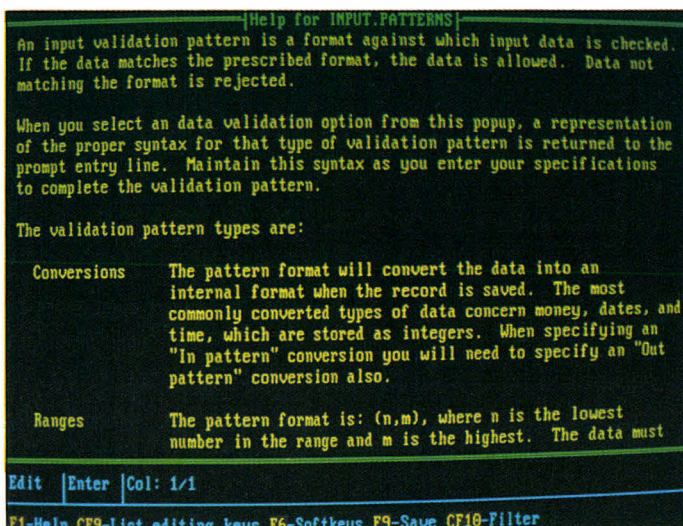 Help for INPUT.PATTERNS
An input validation pattern is a format against which input data is checked.
If the data matches the prescribed format, the data is allowed. Data not
matching the format is rejected.
When you select an data validation option from this popup, a representation
of the proper syntax for that type of validation pattern is returned to the
prompt entry line. Maintain this syntax as you enter your specifications
to complete the validation pattern.
The validation pattern types are:
Conversions The pattern format will convert the data into an
internal format when the record is saved. The most
commonly converted types of data concern money, dates, and
time, which are stored as integers. When specifying an
"In pattern" conversion you will need to specify an "Out
pattern" conversion also.
Ranges The pattern format is: (n,m), where n is the lowest
number in the range and m is the highest. The data must
Edit |Enter |Col: 1/1
F1-Help CF9-List editing keys F6-Softkeys F9-Save CF10-Filter